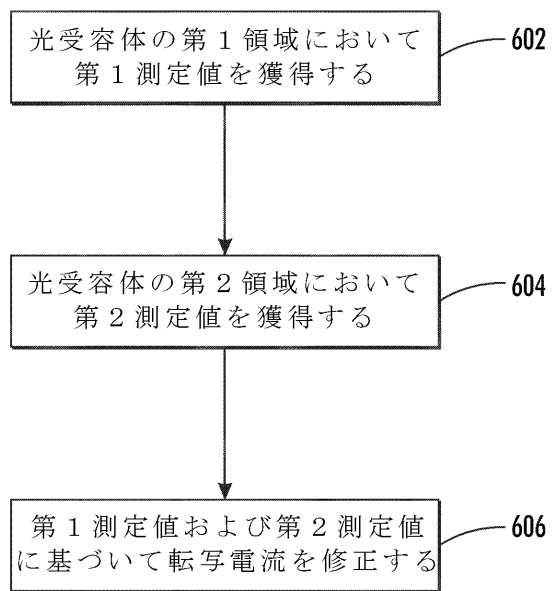 光受容体の第１領域において
第１測定値を獲得する
602
光受容体の第２領域において
第２測定値を獲得する
604
第１測定値および第２測定値
に基づいて転写電流を修正する
606